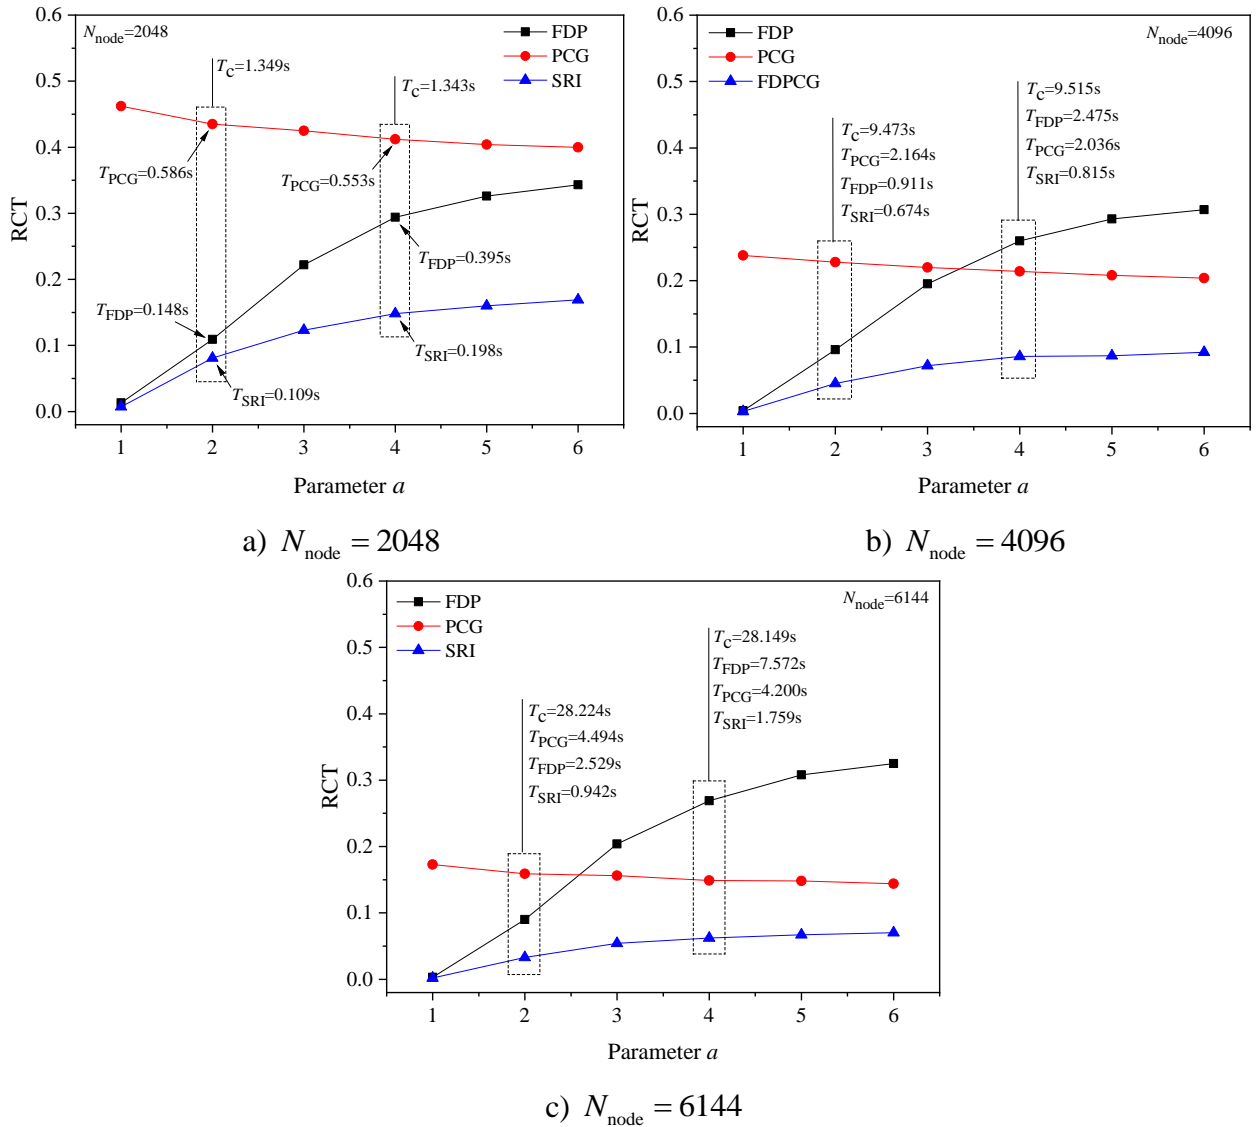 0.6
0.5
0.4
0.3
0.2
0.1
0.0
RCT
N_node=2048
FDP
PCG
SRI
T_C=1.349s
T_C=1.343s
T_PCG=0.586s
T_PCG=0.553s
T_FDP=0.395s
T_FDP=0.148s
T_SRI=0.198s
T_SRI=0.109s
1 2 3 4 5 6
Parameter a
a) N_node = 2048
0.6
0.5
0.4
0.3
0.2
0.1
0.0
RCT
FDP
PCG
FDPCG
N_node=4096
T_C=9.473s
T_PCG=2.164s
T_FDP=0.911s
T_SRI=0.674s
T_C=9.515s
T_FDP=2.475s
T_PCG=2.036s
T_SRI=0.815s
1 2 3 4 5 6
Parameter a
b) N_node = 4096
0.6
0.5
0.4
0.3
0.2
0.1
0.0
RCT
FDP
PCG
SRI
N_node=6144
T_C=28.224s
T_PCG=4.494s
T_FDP=2.529s
T_SRI=0.942s
T_C=28.149s
T_FDP=7.572s
T_PCG=4.200s
T_SRI=1.759s
1 2 3 4 5 6
Parameter a
c) N_node = 6144